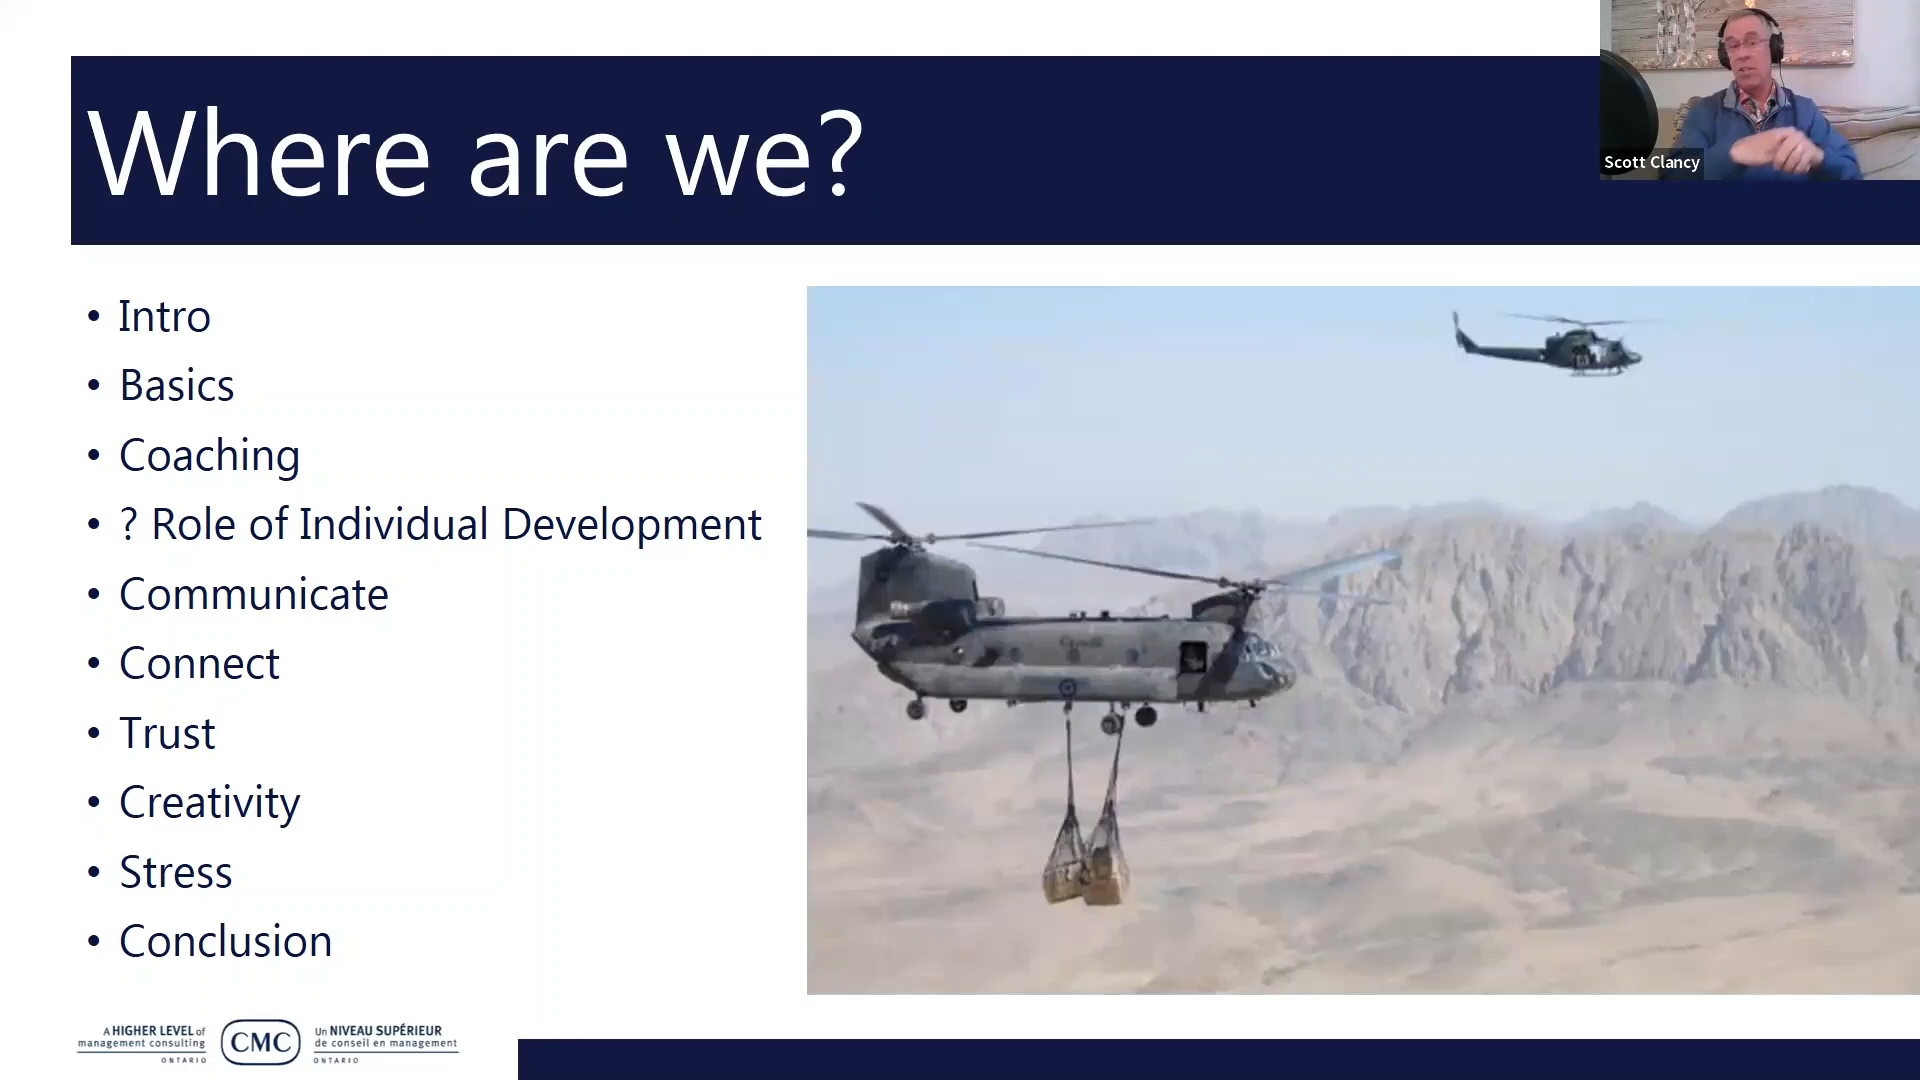 Where are we?
Scott Clancy
• Intro
• Basics
• Coaching
• ? Role of Individual Development
• Communicate
• Connect
• Trust
• Creativity
• Stress
• Conclusion
A HIGHER LEVEL of
management consulting
ONTARIO
CMC
Un NIVEAU SUPÉRIEUR
de conseil en management
ONTARIO